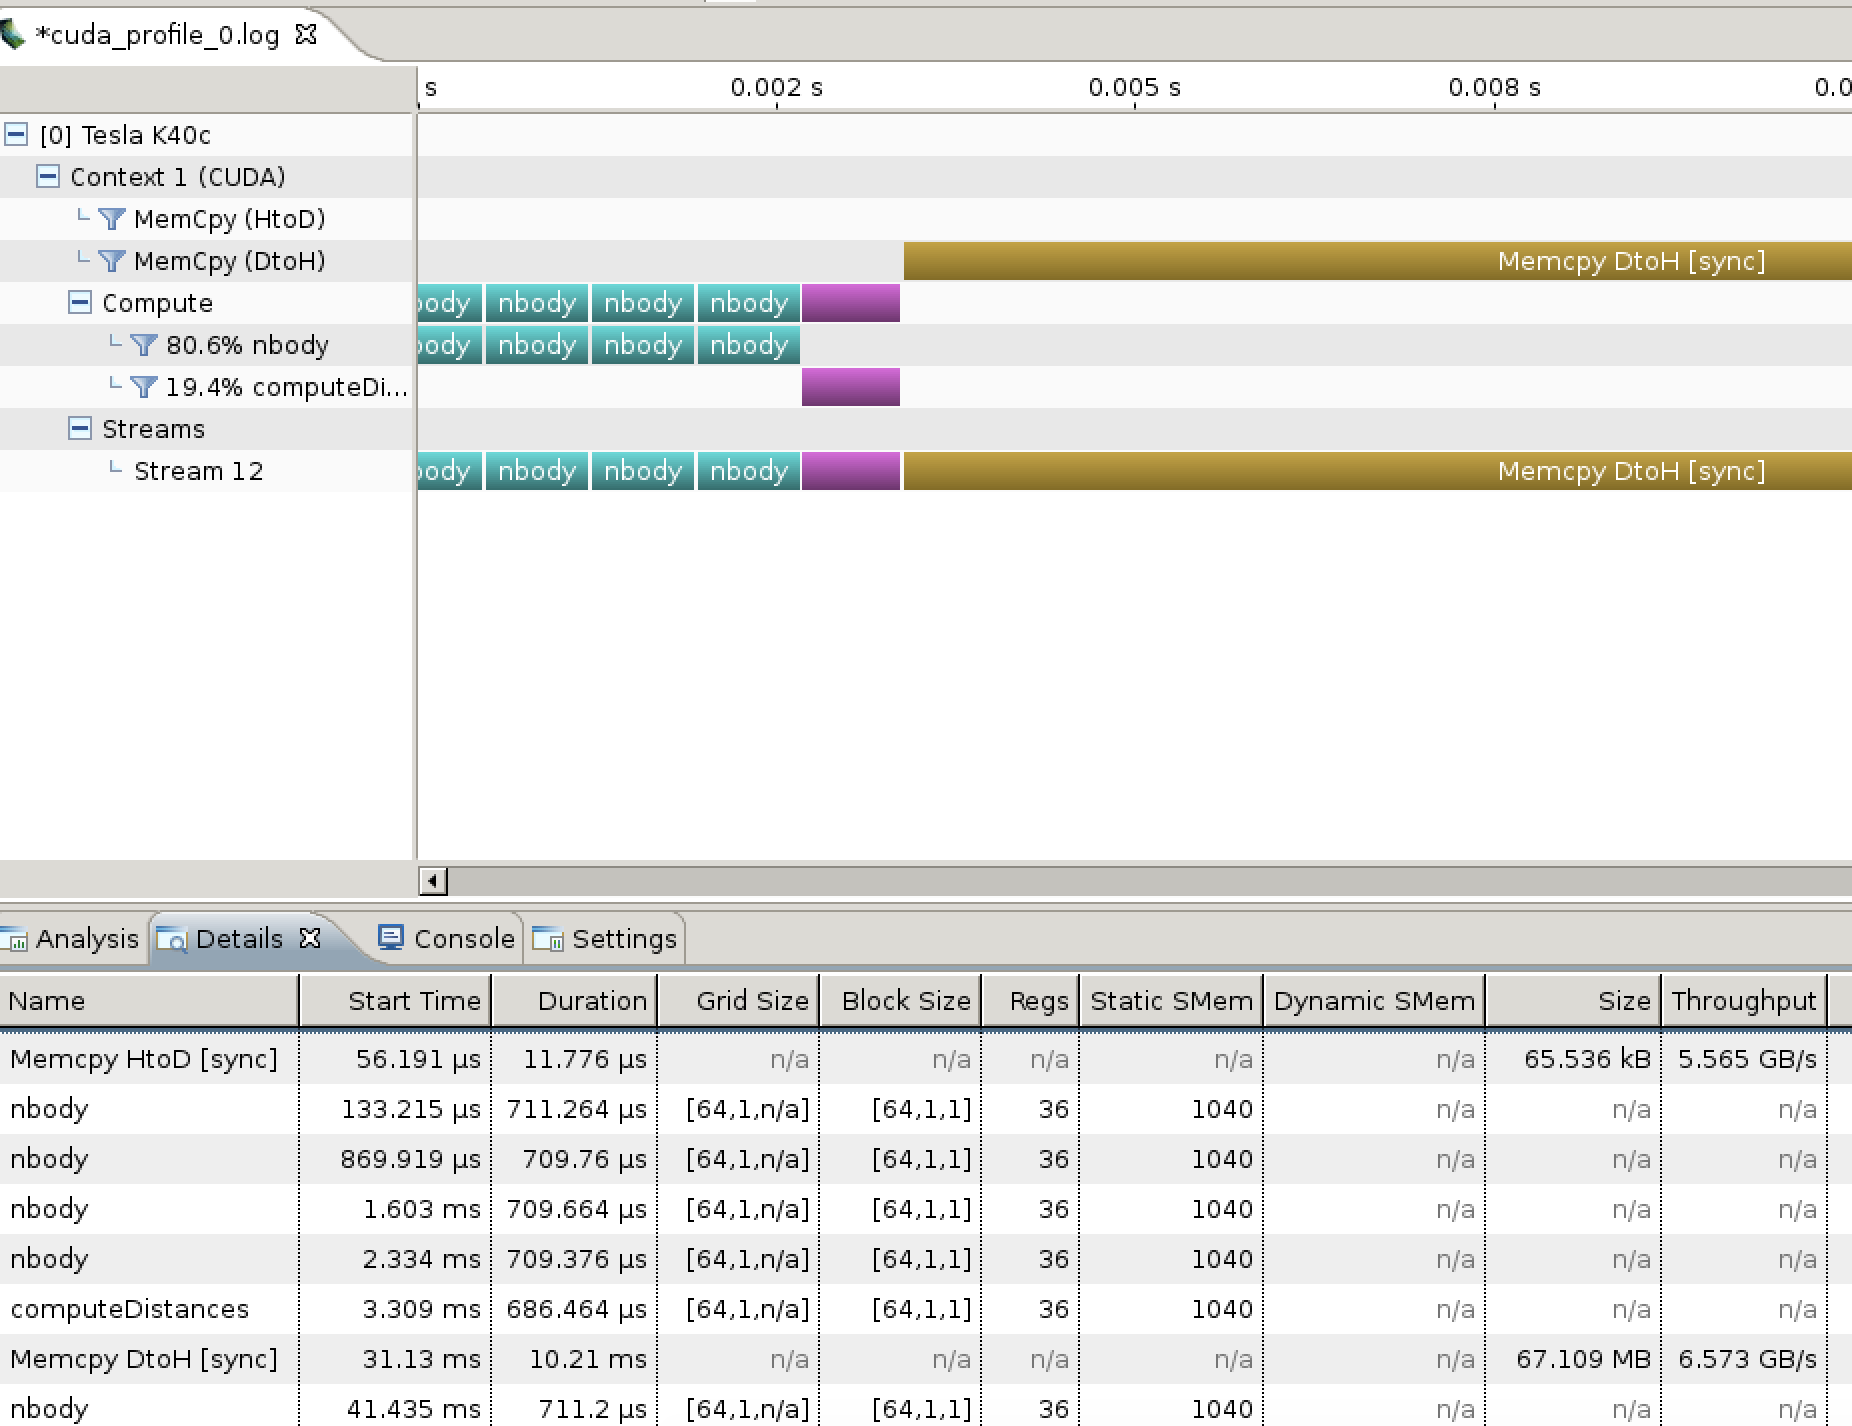 *cuda_profile_0.log
s 0.002 s 0.005 s 0.008 s 0.0
[0] Tesla K40c
Context 1 (CUDA)
MemCpy (HtoD)
MemCpy (DtoH) Memcpy DtoH [sync]
Compute body nbody nbody nbody
80.6% nbody body nbody nbody nbody
19.4% computeDi...
Streams
Stream 12 body nbody nbody nbody Memcpy DtoH [sync]
Analysis Details Console Settings
Name Start Time Duration Grid Size Block Size Regs Static SMem Dynamic SMem Size Throughput
Memcpy HtoD [sync] 56.191 µs 11.776 µs n/a n/a n/a n/a n/a 65.536 kB 5.565 GB/s
nbody 133.215 µs 711.264 µs [64,1,n/a] [64,1,1] 36 1040 n/a n/a n/a
nbody 869.919 µs 709.76 µs [64,1,n/a] [64,1,1] 36 1040 n/a n/a n/a
nbody 1.603 ms 709.664 µs [64,1,n/a] [64,1,1] 36 1040 n/a n/a n/a
nbody 2.334 ms 709.376 µs [64,1,n/a] [64,1,1] 36 1040 n/a n/a n/a
computeDistances 3.309 ms 686.464 µs [64,1,n/a] [64,1,1] 36 1040 n/a n/a n/a
Memcpy DtoH [sync] 31.13 ms 10.21 ms n/a n/a n/a n/a n/a 67.109 MB 6.573 GB/s
nbody 41.435 ms 711.2 µs [64,1,n/a] [64,1,1] 36 1040 n/a n/a n/a